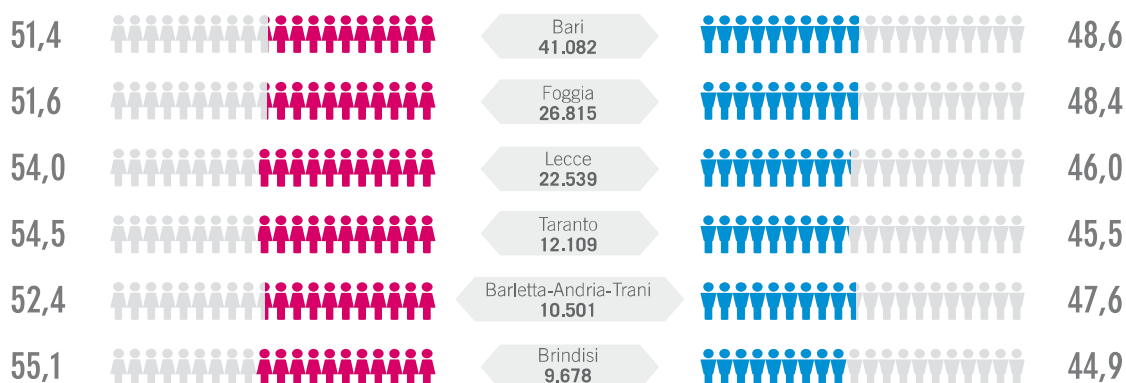 51,4 Bari 48,6
41.082
51,6 Foggia 48,4
26.815
54,0 Lecce 46,0
22.539
54,5 Taranto 45,5
12.109
52,4 Barletta-Andria-Trani 47,6
10.501
55,1 Brindisi 44,9
9.678